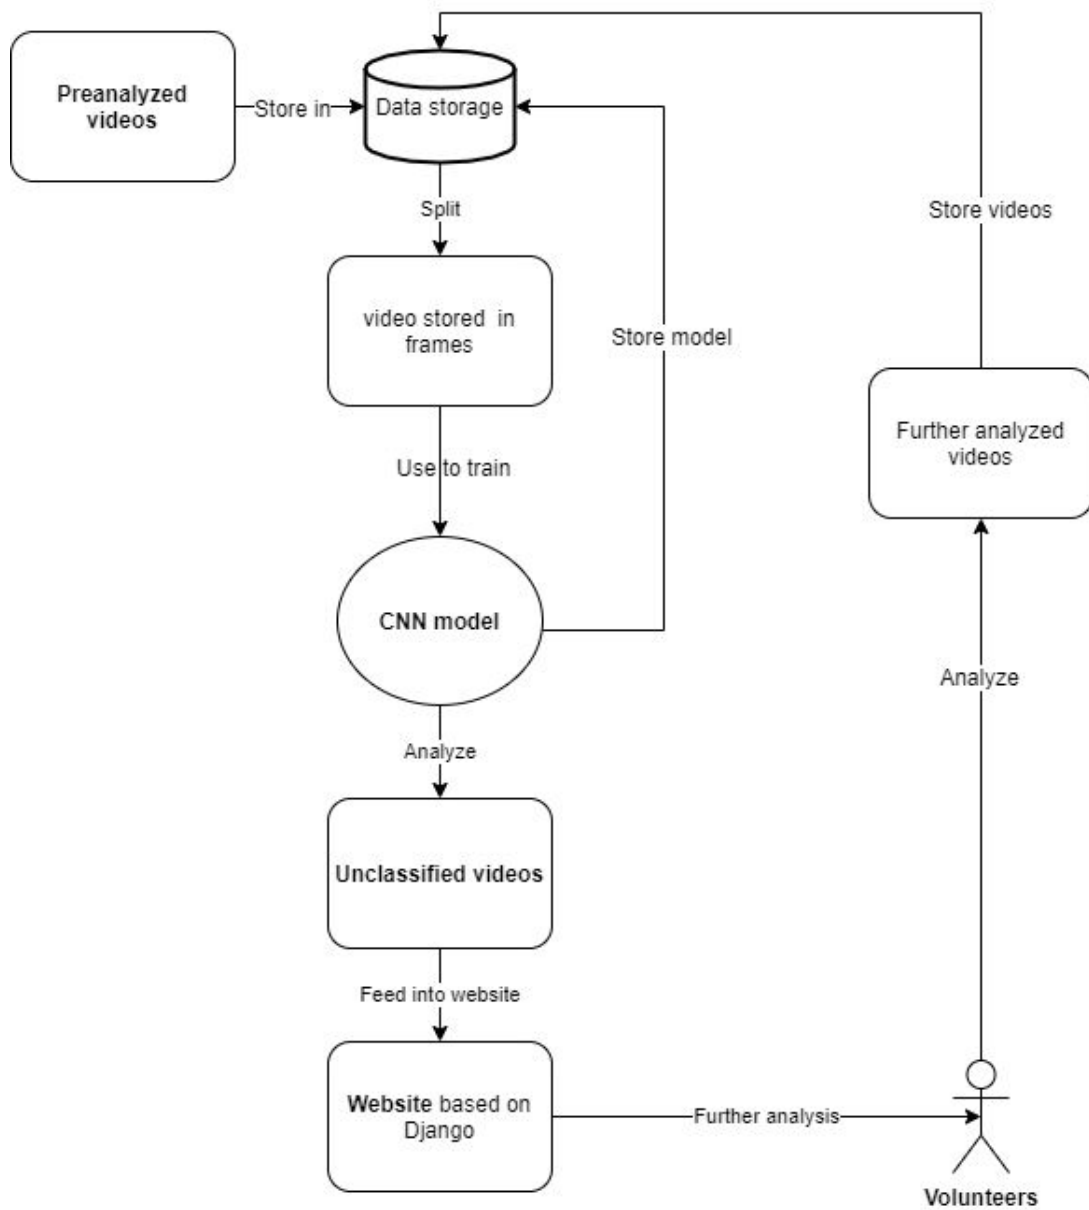 Preanalyzed
videos
Store in
Data storage
Split
Store videos
video stored in
frames
Store model
Further analyzed
videos
Use to train
CNN model
Analyze
Analyze
Unclassified videos
Feed into website
Website based on
Django
Further analysis
Volunteers